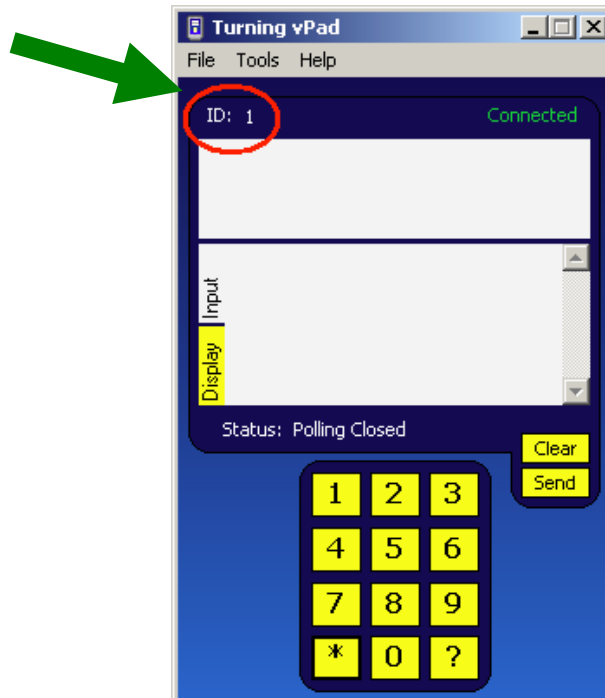 Turning vPad
File Tools Help
ID: 1 Connected
Input
Display
Status: Polling Closed
Clear
Send
1 2 3
4 5 6
7 8 9
* 0 ?